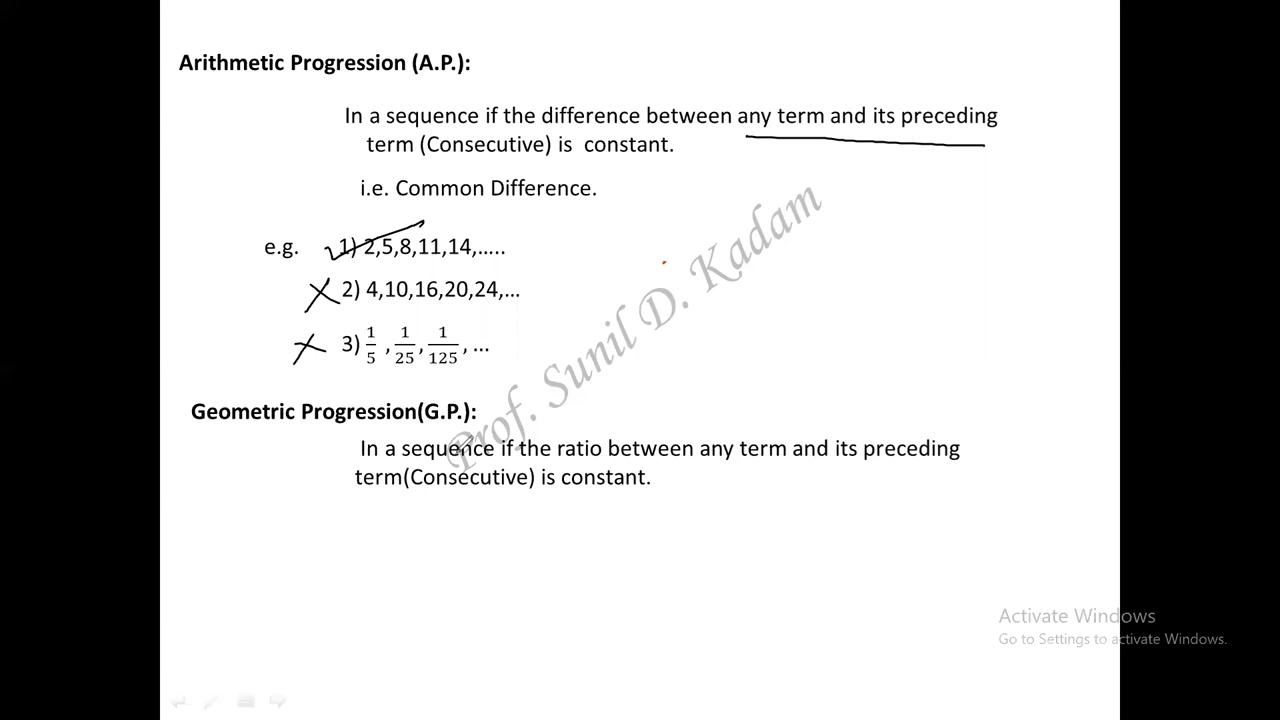 Arithmetic Progression (A.P.):
In a sequence if the difference between any term and its preceding
term (Consecutive) is constant.
i.e. Common Difference.
e.g. 1) 2,5,8,11,14,.....
2) 4,10,16,20,24,...
3) 1/5 , 1/25 , 1/125 , ...
Geometric Progression(G.P.):
In a sequence if the ratio between any term and its preceding
term(Consecutive) is constant.
Prof. Sunil D. Kadam
Activate Windows
Go to Settings to activate Windows.